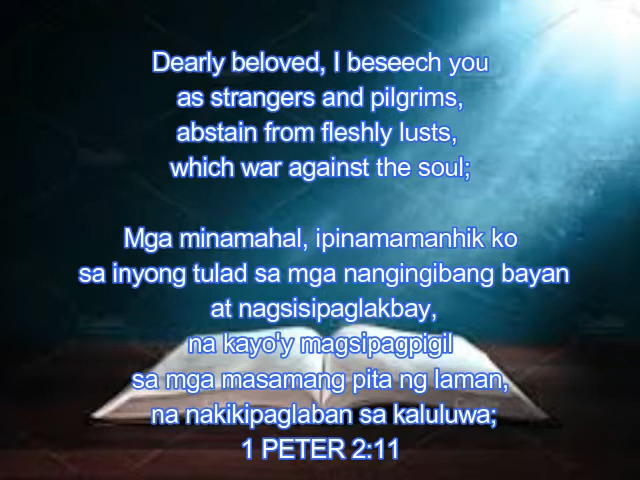 Dearly beloved, I beseech you
as strangers and pilgrims,
abstain from fleshly lusts,
which war against the soul;
Mga minamahal, ipinamamanhik ko
sa inyong tulad sa mga nangingibang bayan
at nagsisipaglakbay,
na kayo'y magsipagpigil
sa mga masamang pita ng laman,
na nakikipaglaban sa kaluluwa;
1 PETER 2:11